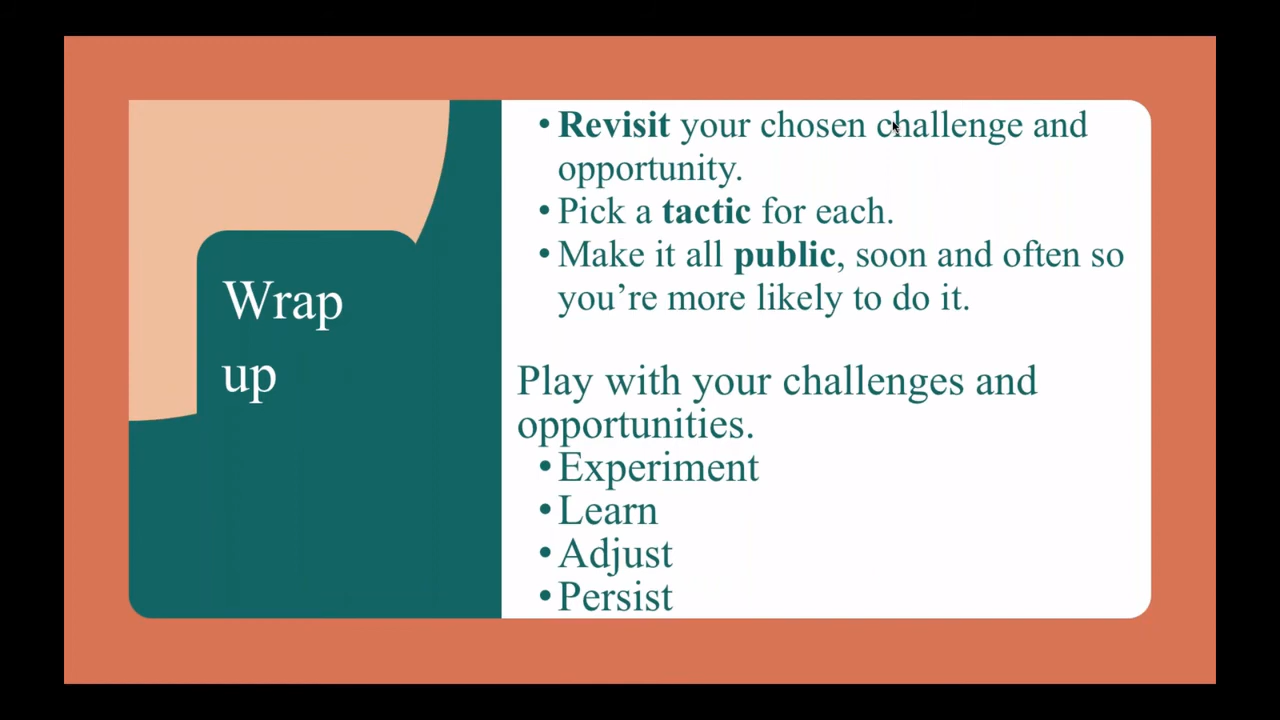 Wrap
up
• Revisit your chosen challenge and
opportunity.
• Pick a tactic for each.
• Make it all public, soon and often so
you’re more likely to do it.
Play with your challenges and
opportunities.
• Experiment
• Learn
• Adjust
• Persist